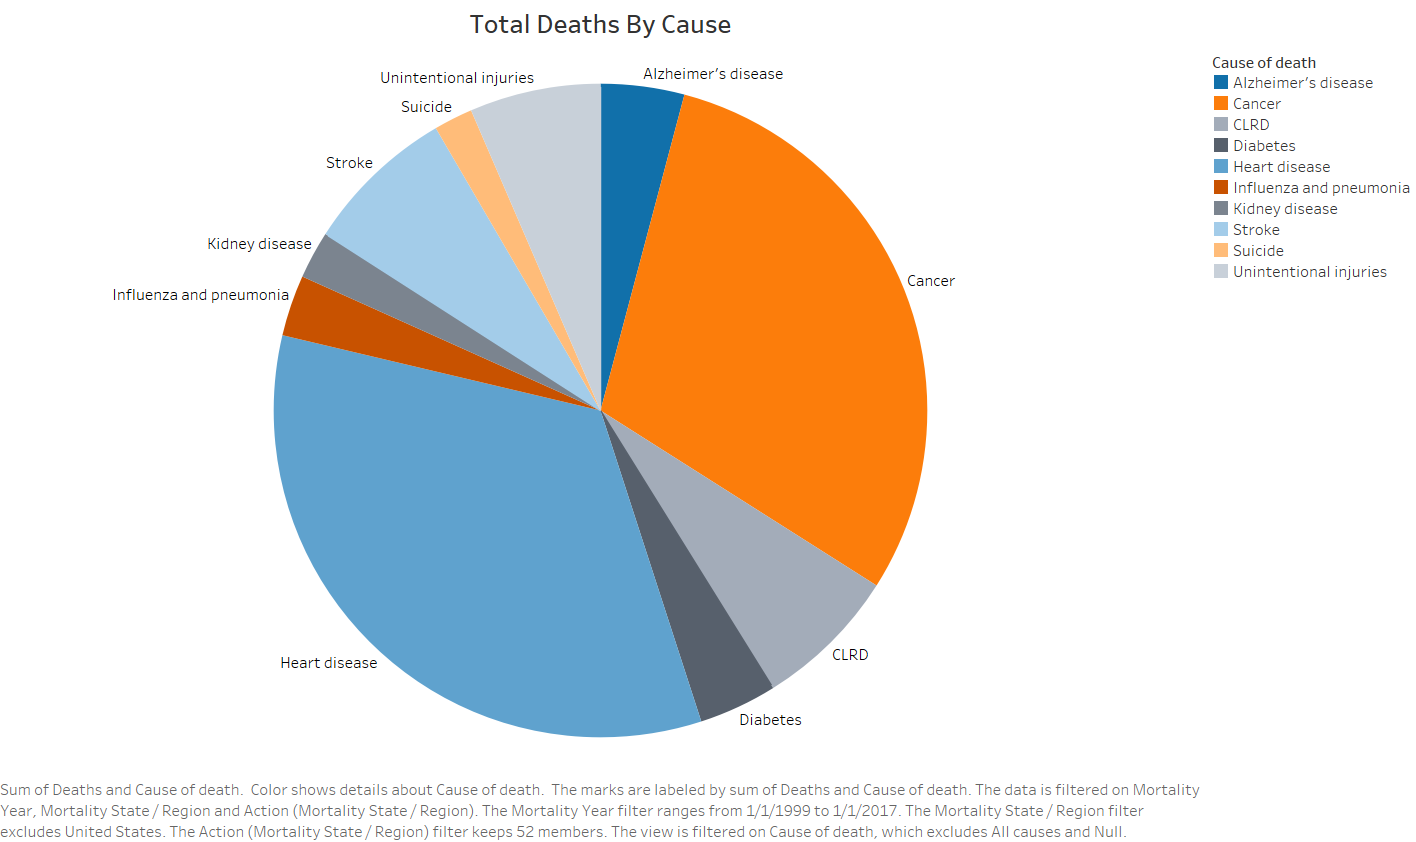 Total Deaths By Cause
Unintentional injuries
Alzheimer's disease
Suicide
Stroke
Kidney disease
Cancer
Influenza and pneumonia
CLRD
Heart disease
Diabetes
Cause of death
Alzheimer's disease
Cancer
CLRD
Diabetes
Heart disease
Influenza and pneumonia
Kidney disease
Stroke
Suicide
Unintentional injuries
Sum of Deaths and Cause of death.  Color shows details about Cause of death.  The marks are labeled by sum of Deaths and Cause of death. The data is filtered on Mortality
Year, Mortality State / Region and Action (Mortality State / Region). The Mortality Year filter ranges from 1/1/1999 to 1/1/2017. The Mortality State / Region filter
excludes United States. The Action (Mortality State / Region) filter keeps 52 members. The view is filtered on Cause of death, which excludes All causes and Null.